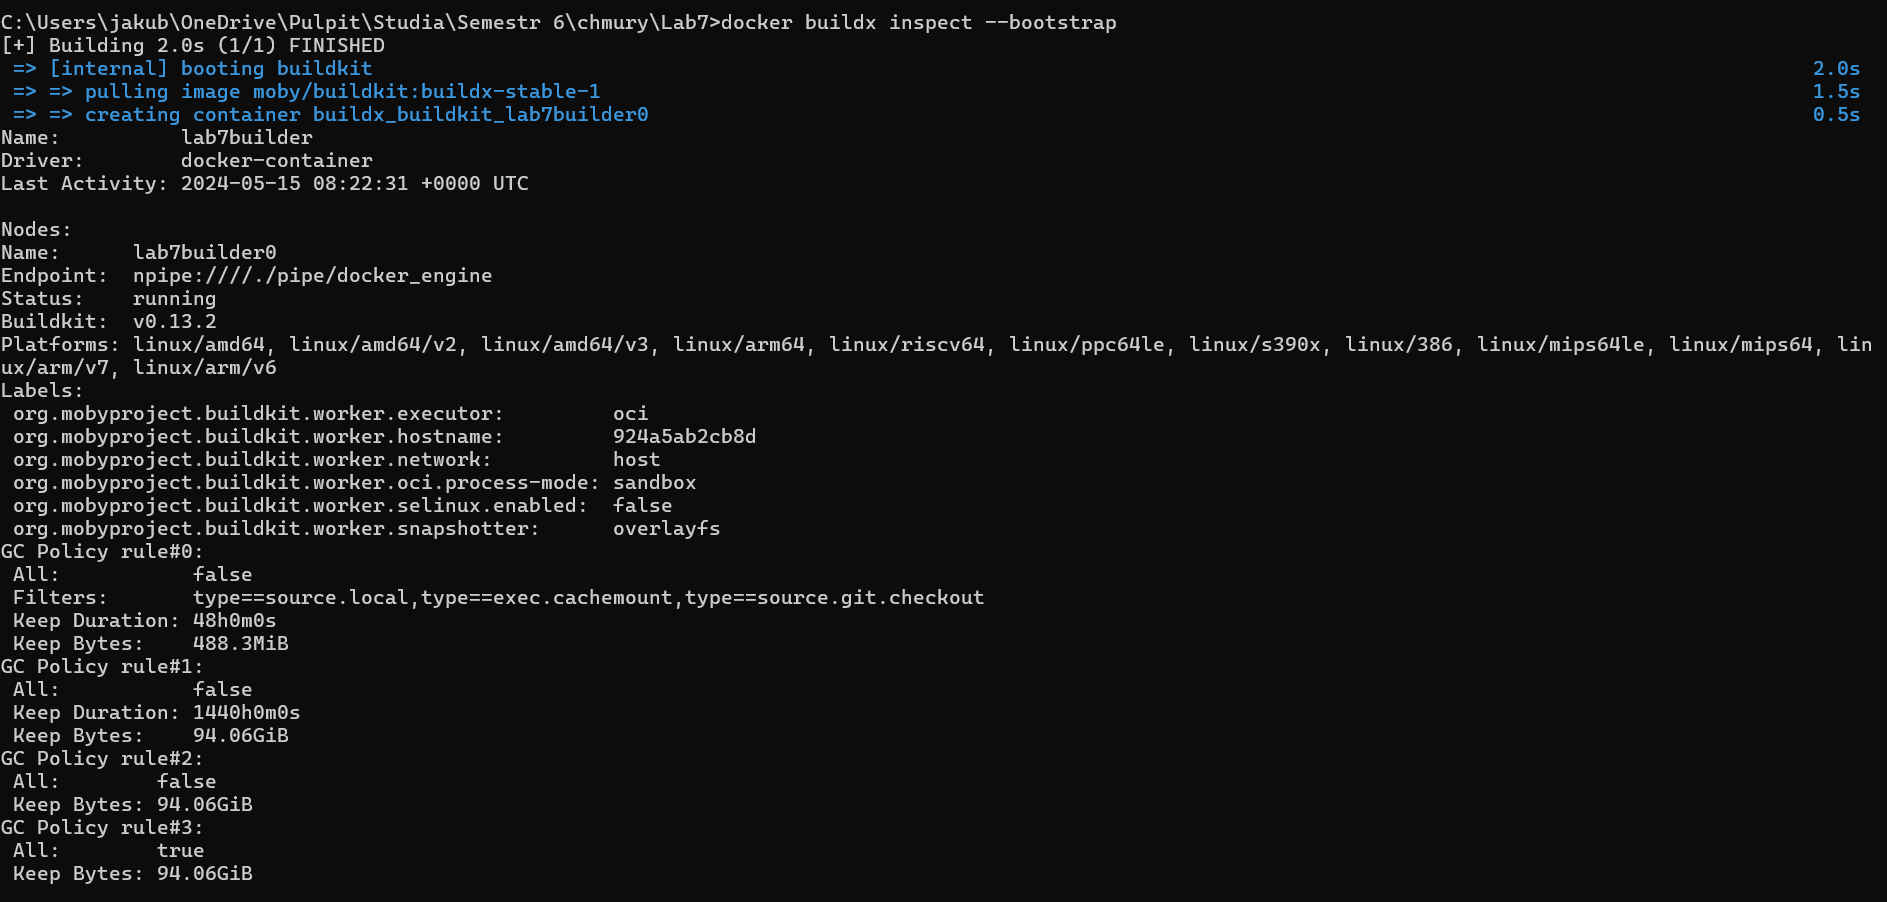 C:\Users\jakub\OneDrive\Pulpit\Studia\Semestr 6\chmury\Lab7>docker buildx inspect --bootstrap
[+] Building 2.0s (1/1) FINISHED
 => [internal] booting buildkit 2.0s
 => => pulling image moby/buildkit:buildx-stable-1 1.5s
 => => creating container buildx_buildkit_lab7builder0 0.5s
Name:          lab7builder
Driver:        docker-container
Last Activity: 2024-05-15 08:22:31 +0000 UTC

Nodes:
Name:      lab7builder0
Endpoint:  npipe:////./pipe/docker_engine
Status:    running
Buildkit:  v0.13.2
Platforms: linux/amd64, linux/amd64/v2, linux/amd64/v3, linux/arm64, linux/riscv64, linux/ppc64le, linux/s390x, linux/386, linux/mips64le, linux/mips64, lin
ux/arm/v7, linux/arm/v6
Labels:
 org.mobyproject.buildkit.worker.executor:         oci
 org.mobyproject.buildkit.worker.hostname:         924a5ab2cb8d
 org.mobyproject.buildkit.worker.network:          host
 org.mobyproject.buildkit.worker.oci.process-mode: sandbox
 org.mobyproject.buildkit.worker.selinux.enabled:  false
 org.mobyproject.buildkit.worker.snapshotter:      overlayfs
GC Policy rule#0:
 All:           false
 Filters:       type==source.local,type==exec.cachemount,type==source.git.checkout
 Keep Duration: 48h0m0s
 Keep Bytes:    488.3MiB
GC Policy rule#1:
 All:           false
 Keep Duration: 1440h0m0s
 Keep Bytes:    94.06GiB
GC Policy rule#2:
 All:        false
 Keep Bytes: 94.06GiB
GC Policy rule#3:
 All:        true
 Keep Bytes: 94.06GiB